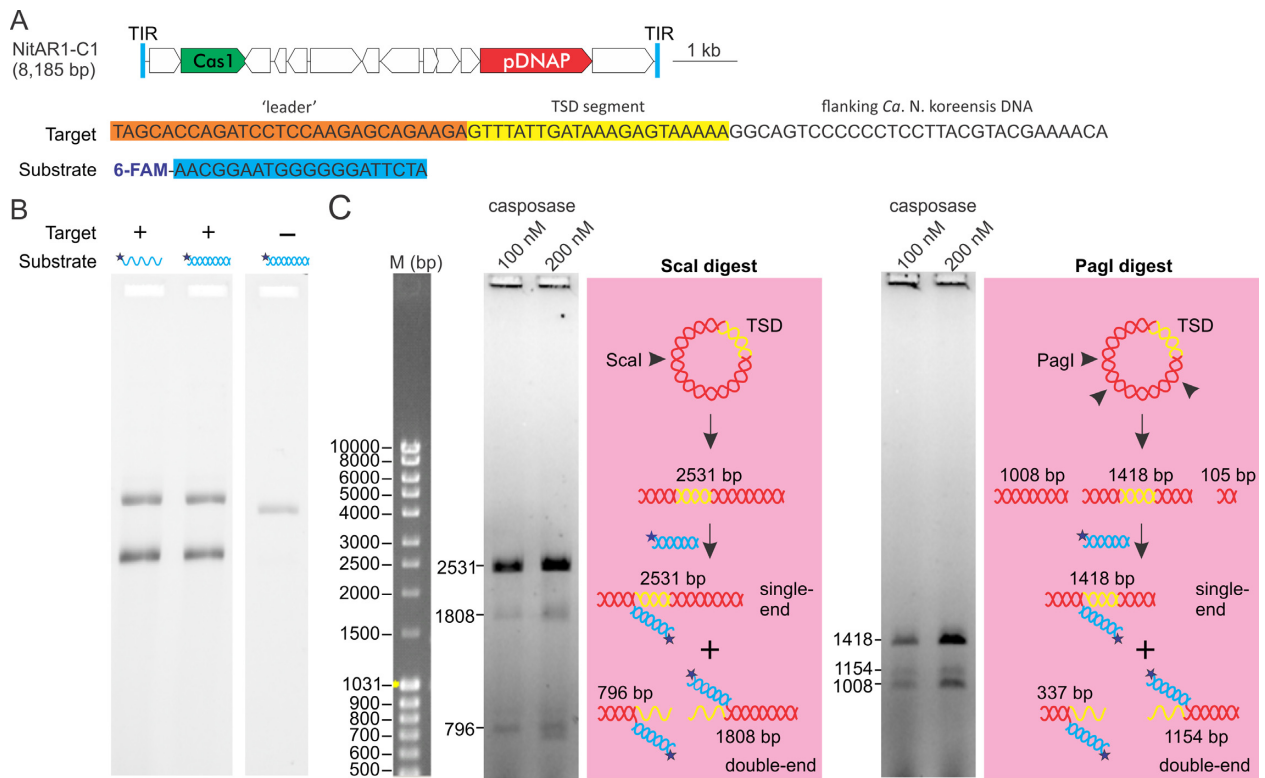 A
NitAR1-C1
(8,185 bp)
TIR
Cas1
pDNAP
TIR
1 kb
'leader'
TSD segment
flanking Ca. N. koreensis DNA
Target
TAGCACCAGATCCTCCAAGAGCAGAAGAGTTTATTGATAAAGAGTAAAAAGGCAGTCCCCCCTCCTTACGTACGAAAACA
Substrate
6-FAM-AACGGAATGGGGGGGATTCTA
B
Target
+
+
−
Substrate
C
M (bp)
10000
8000
6000
5000
4000
3000
2500
2000
1500
1031
900
800
700
600
500
casposase
100 nM
200 nM
2531
1808
796
ScaI digest
TSD
ScaI
2531 bp
2531 bp
single-
end
+
796 bp
1808 bp
double-end
casposase
100 nM
200 nM
1418
1154
1008
PagI digest
TSD
PagI
1008 bp
1418 bp
105 bp
1418 bp
single-
end
+
337 bp
1154 bp
double-end